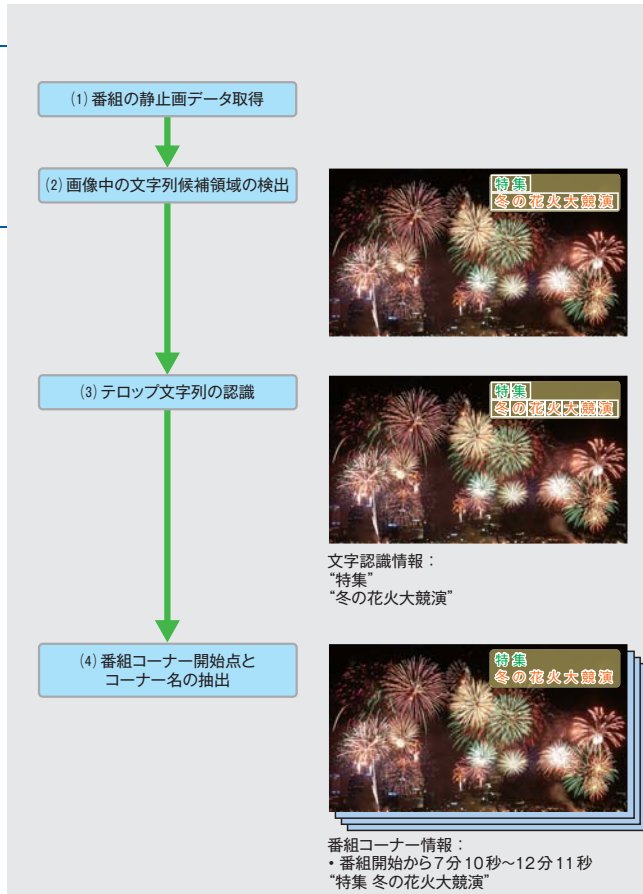 (1) 番組の静止画データ取得
(2) 画像中の文字列候補領域の検出
特集
冬の花火大競演
(3) テロップ文字列の認識
特集
冬の花火大競演
文字認識情報：
“特集”
“冬の花火大競演”
(4) 番組コーナー開始点と
コーナー名の抽出
特集
冬の花火大競演
番組コーナー情報：
・番組開始から7分10秒～12分11秒
“特集 冬の花火大競演”